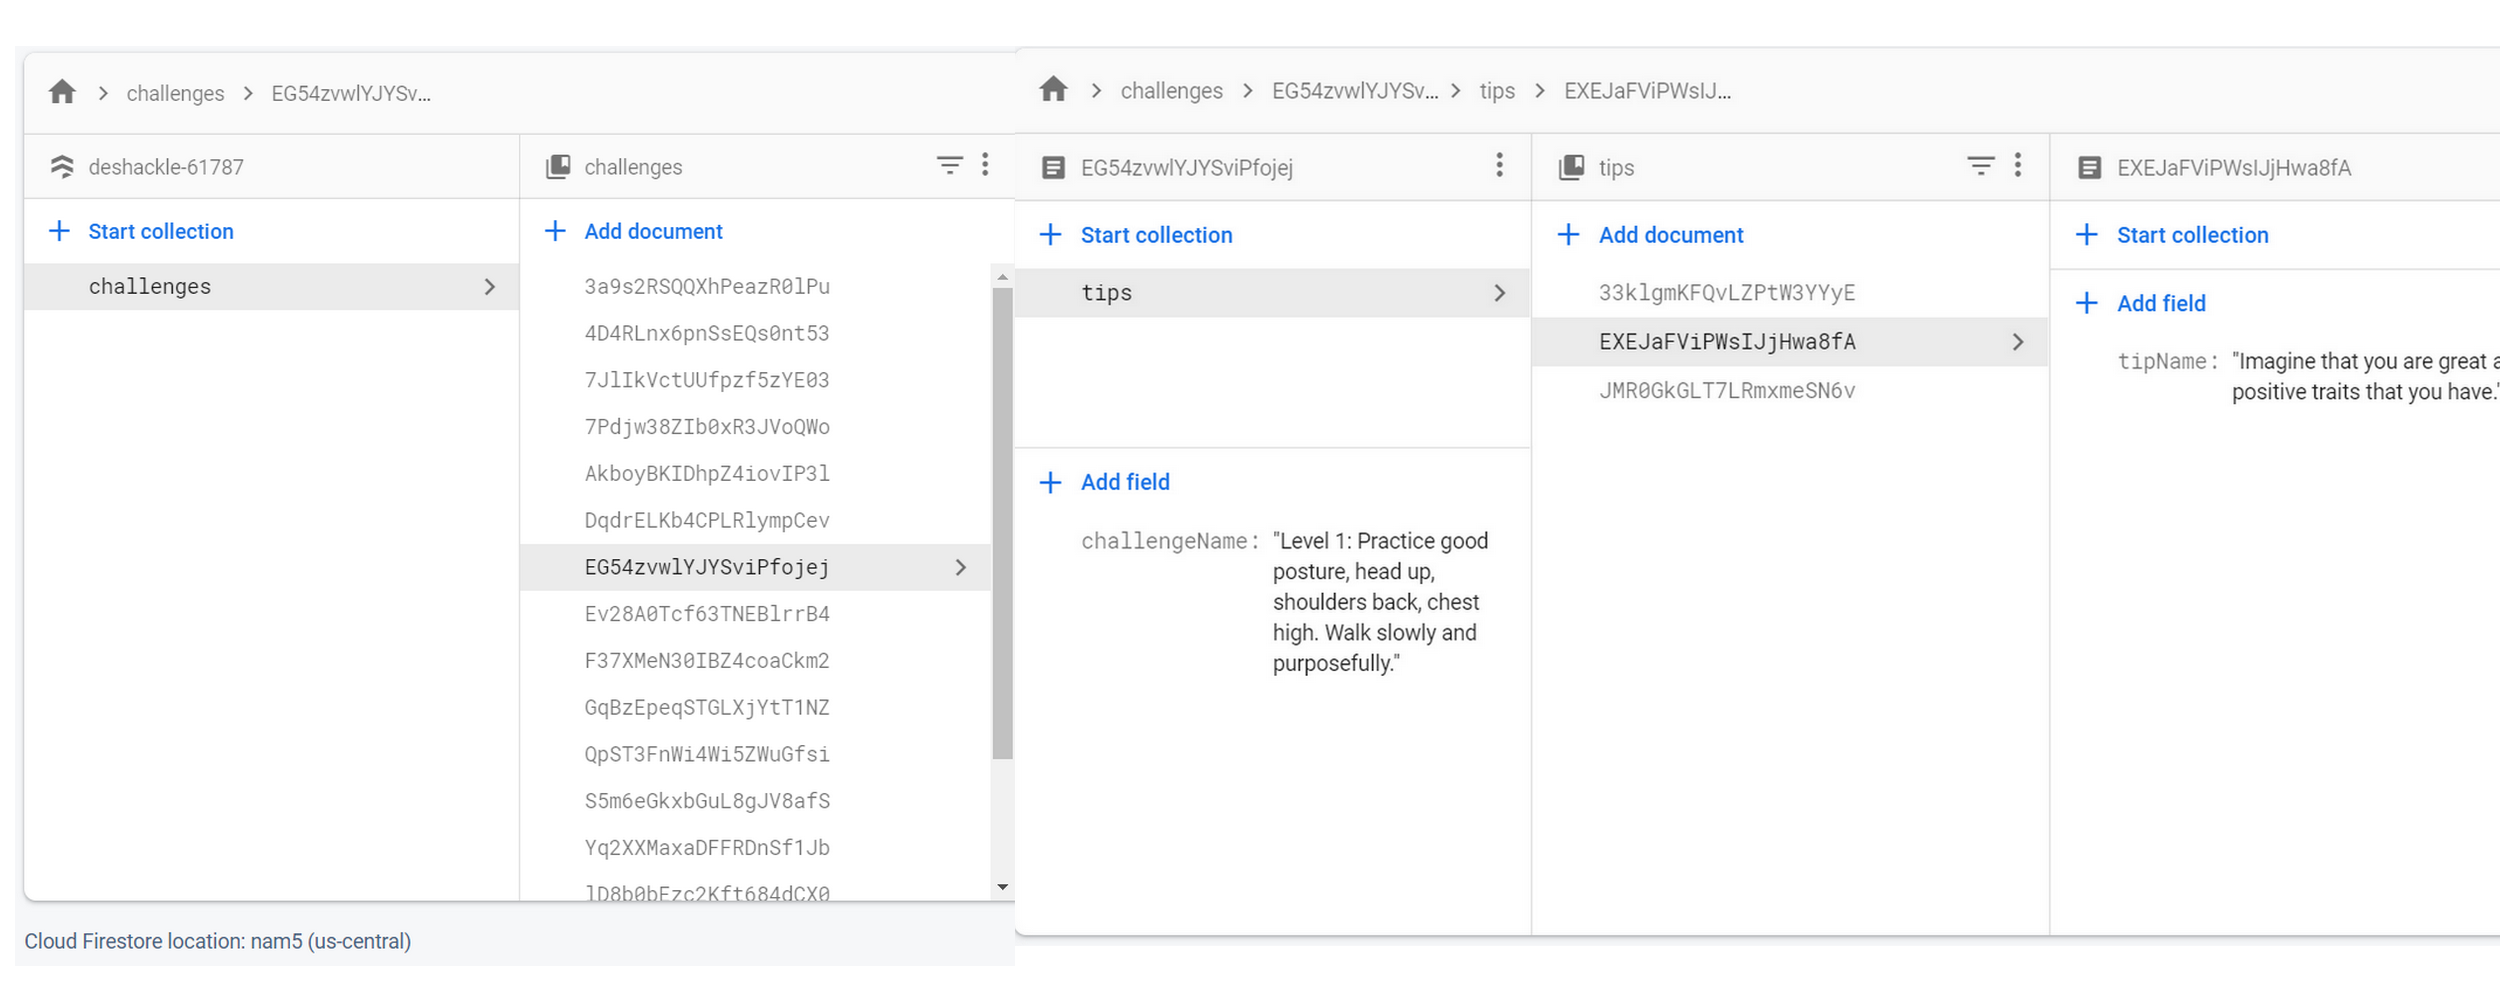 challenges
EG54zvwlYJYSv...
deshackle-61787
challenges
Start collection
Add document
challenges
3a9s2RSQQXhPeazR0lPu
4D4RLnx6pnSsEQs0nt53
7JlIkVctUUfpzf5zYE03
7Pdjw38ZIb0xR3JVoQWo
AkboyBKIDhpZ4iovIP3l
DqdrELKb4CPLRlympCev
EG54zvwlYJYSviPfojej
Ev28A0Tcf63TNEBlrrB4
F37XMeN30IBZ4coaCkm2
GqBzEpeqSTGLXjYtT1NZ
QpST3FnWi4Wi5ZWuGfsi
S5m6eGkxbGuL8gJV8afS
Yq2XXMaxaDFFRDnSf1Jb
lD8b0bEzc2Kft684dCX0
Cloud Firestore location: nam5 (us-central)
challenges
EG54zvwlYJYSv...
tips
EXEJaFViPWsIJ...
EG54zvwlYJYSviPfojej
tips
EXEJaFViPWsIJjHwa8fA
Start collection
tips
Add field
challengeName: "Level 1: Practice good
posture, head up,
shoulders back, chest
high. Walk slowly and
purposefully."
Add document
33klgmKFQvLZPtW3YYyE
EXEJaFViPWsIJjHwa8fA
JMR0GkGLT7LRmxmeSN6v
Start collection
Add field
tipName: "Imagine that you are great a
positive traits that you have."